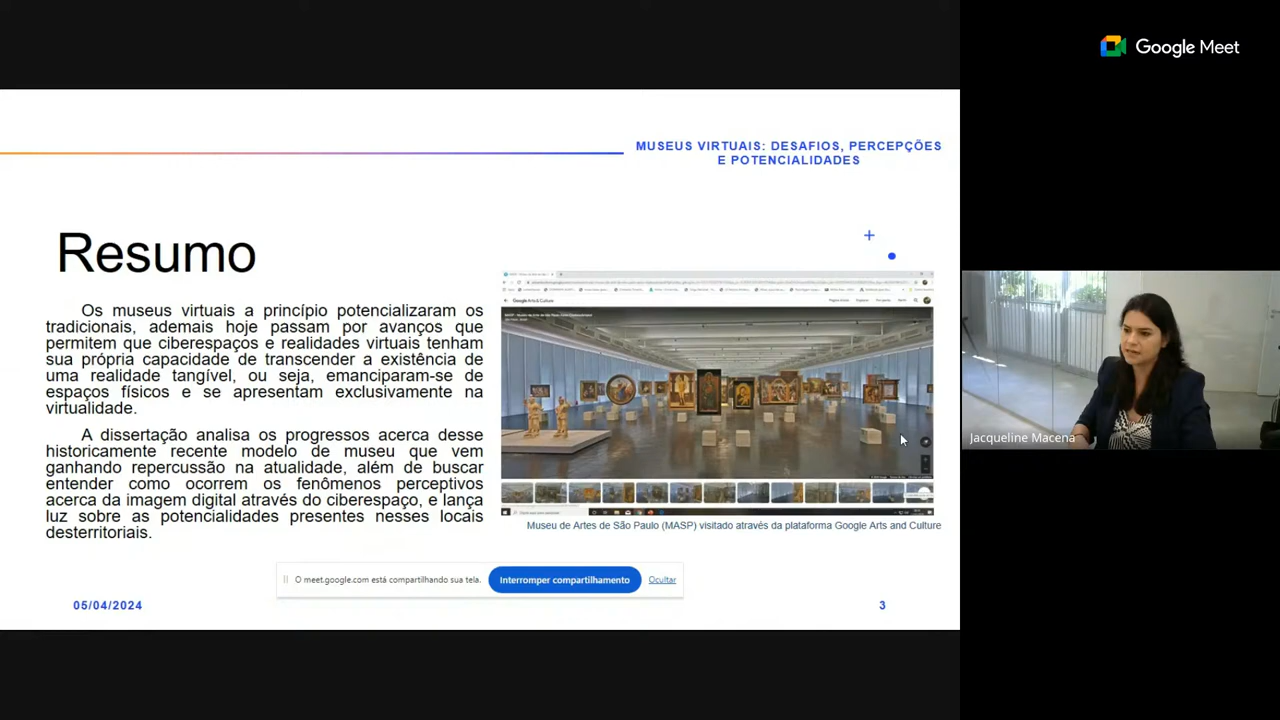 Google Meet
MUSEUS VIRTUAIS: DESAFIOS, PERCEPÇÕES
E POTENCIALIDADES
Resumo
Os museus virtuais a princípio potencializaram os
tradicionais, ademais hoje passam por avanços que
permitem que ciberespaços e realidades virtuais tenham
sua própria capacidade de transcender a existência de
uma realidade tangível, ou seja, emanciparam-se de
espaços físicos e se apresentam exclusivamente na
virtualidade.
A dissertação analisa os progressos acerca desse
historicamente recente modelo de museu que vem
ganhando repercussão na atualidade, além de buscar
entender como ocorrem os fenômenos perceptivos
acerca da imagem digital através do ciberespaço, e lança
luz sobre as potencialidades presentes nesses locais
desterritoriais.
Google Arts & Culture
Museu de Artes de São Paulo (MASP) visitado através da plataforma Google Arts and Culture
Jacqueline Macena
O meet.google.com está compartilhando sua tela.
Interromper compartilhamento
Ocultar
05/04/2024
3